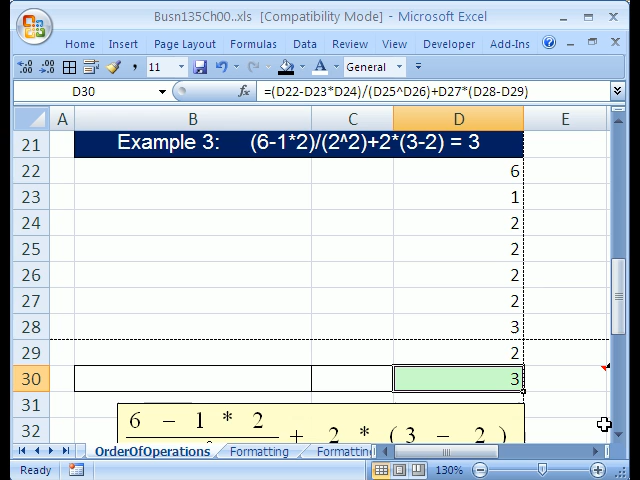 Busn135Ch00..xls [Compatibility Mode] - Microsoft Excel
Home Insert Page Layout Formulas Data Review View Developer Add-Ins
11 General
D30 fx =(D22-D23*D24)/(D25^D26)+D27*(D28-D29)
A B C D E
21 Example 3: (6-1*2)/(2^2)+2*(3-2) = 3
22 6
23 1
24 2
25 2
26 2
27 2
28 3
29 2
30 3
31
32 6 - 1 * 2 + 2 * ( 3 - 2 )
OrderOfOperations Formatting Formattin
Ready 130%